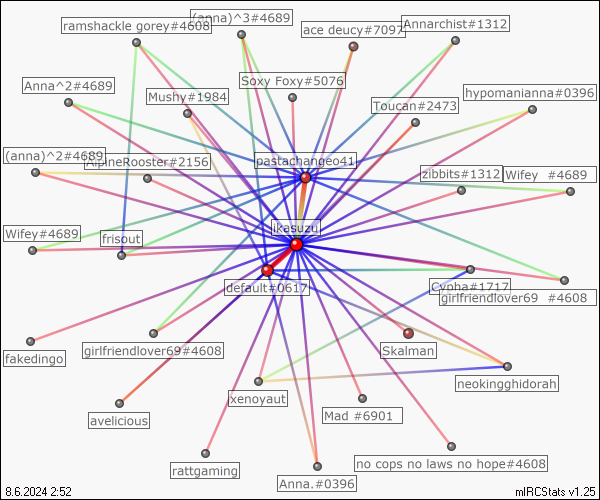 (anna)^3#4689
ramshackle gorey#4608
ace deucy#7097
Annarchist#1312
Soxy Foxy#5076
Anna^2#4689
Mushy#1984
Toucan#2473
hypomanianna#0396
(anna)^2#4689
AlpineRooster#2156
pastachangeo41
zibbits#1312
Wifey #4689
Wifey#4689
frisout
ikasuzu
default#0617
Cypha#1717
girlfriendlover69 #4608
fakedingo
girlfriendlover69#4608
Skalman
neokingghidorah
xenoyaut
avelicious
Mad #6901
rattgaming
Anna.#0396
no cops no laws no hope#4608
8.6.2024 2:52
mIRCStats v1.25